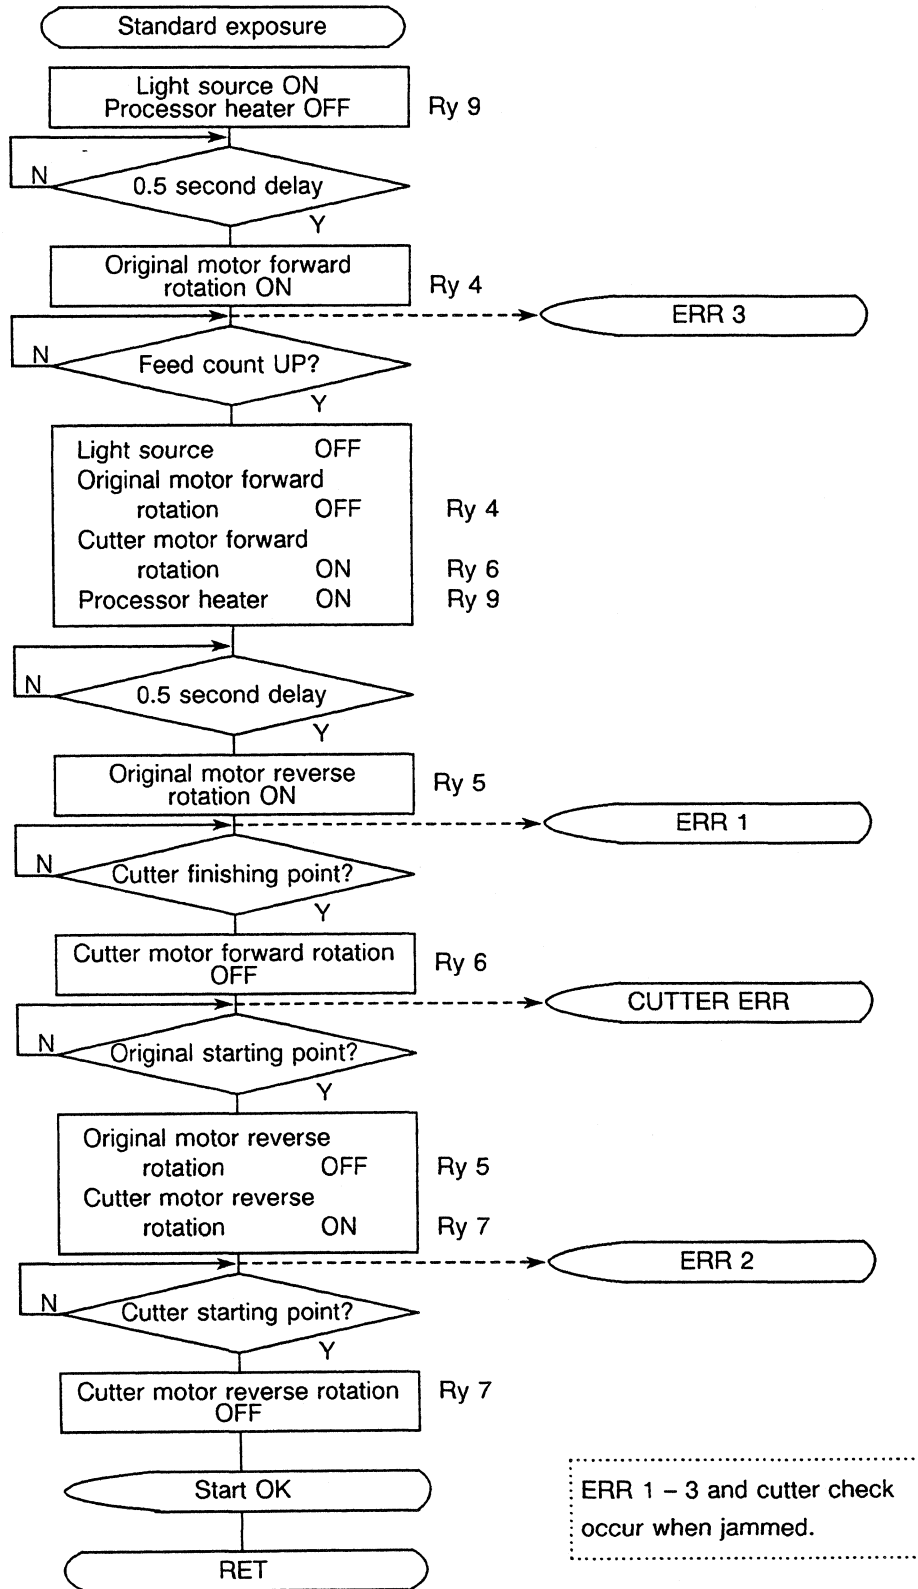 Standard exposure
Light source ON
Processor heater OFF
Ry 9
N
0.5 second delay
Y
Original motor forward
rotation ON
Ry 4
ERR 3
N
Feed count UP?
Y
Light source OFF
Original motor forward
rotation OFF
Ry 4
Cutter motor forward
rotation ON
Ry 6
Processor heater ON
Ry 9
N
0.5 second delay
Y
Original motor reverse
rotation ON
Ry 5
ERR 1
N
Cutter finishing point?
Y
Cutter motor forward rotation
OFF
Ry 6
CUTTER ERR
N
Original starting point?
Y
Original motor reverse
rotation OFF
Ry 5
Cutter motor reverse
rotation ON
Ry 7
ERR 2
N
Cutter starting point?
Y
Cutter motor reverse rotation
OFF
Ry 7
Start OK
ERR 1 – 3 and cutter check
occur when jammed.
RET